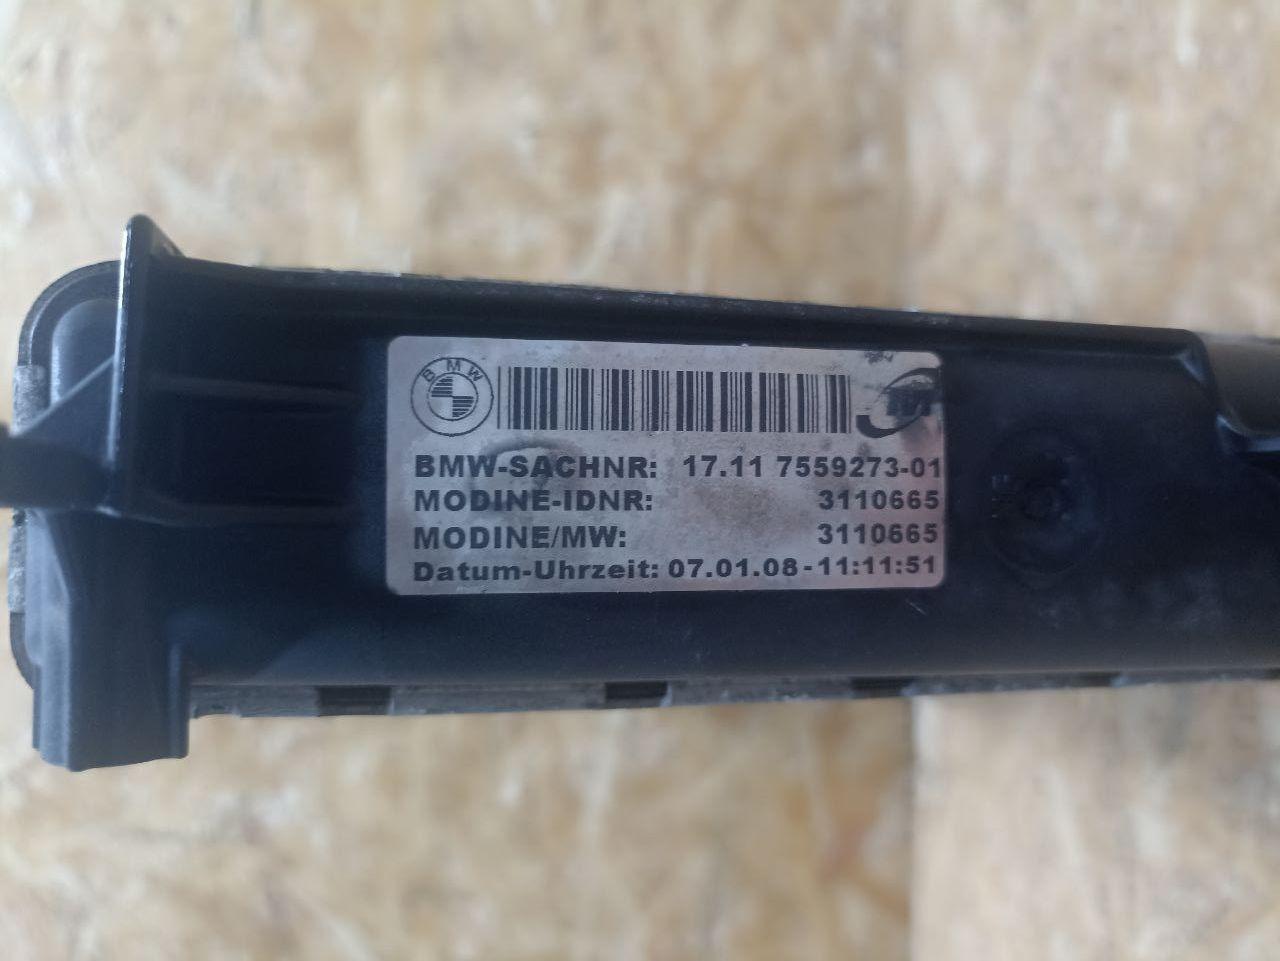 BMW
BMW-SACHNR: 17.11 7559273-01
MODINE-IDNR: 3110665
MODINE/MW: 3110665
Datum-Uhrzeit: 07.01.08-11:11:51